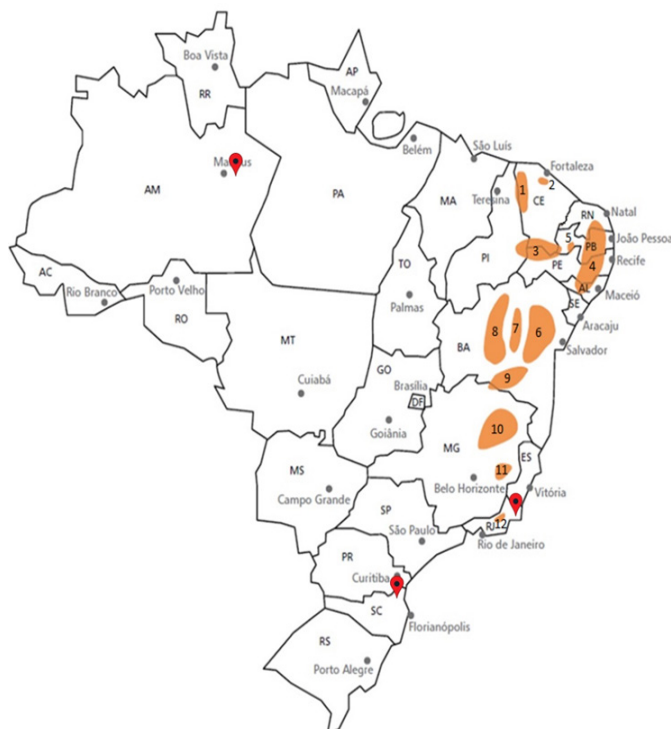 Boa Vista
RR
AP
Macapá
Belém
São Luís
Fortaleza
Teresina
1
2
CE
Manaus
AM
PA
MA
RN
Natal
PB
João Pessoa
5
3
PE
4
Recife
PI
AL
Maceió
SE
Aracaju
TO
Palmas
AC
Rio Branco
Porto Velho
RO
MT
BA
8
7
6
Salvador
9
Cuiabá
GO
Brasília
DF
Goiânia
10
MG
ES
11
Belo Horizonte
Vitória
MS
Campo Grande
SP
São Paulo
RJ
12
Rio de Janeiro
PR
Curitiba
SC
Florianópolis
RS
Porto Alegre